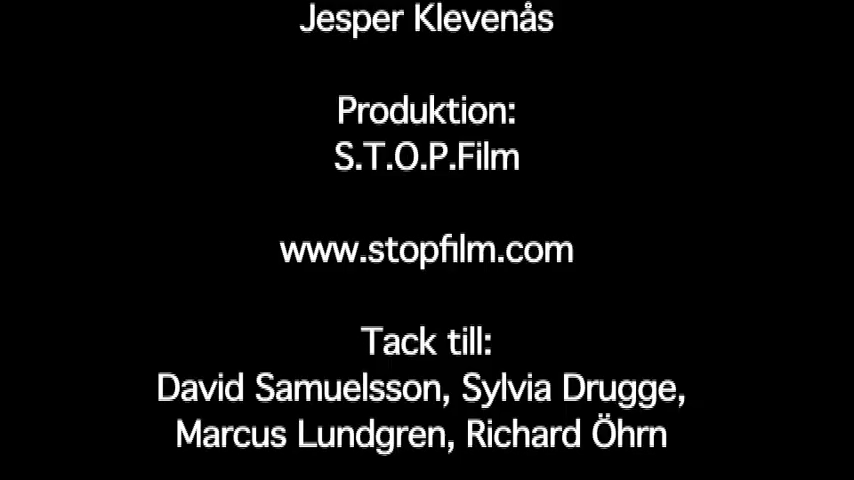 Jesper Klevenås
Produktion:
S.T.O.P.Film
www.stopfilm.com
Tack till:
David Samuelsson, Sylvia Drugge,
Marcus Lundgren, Richard Öhrn